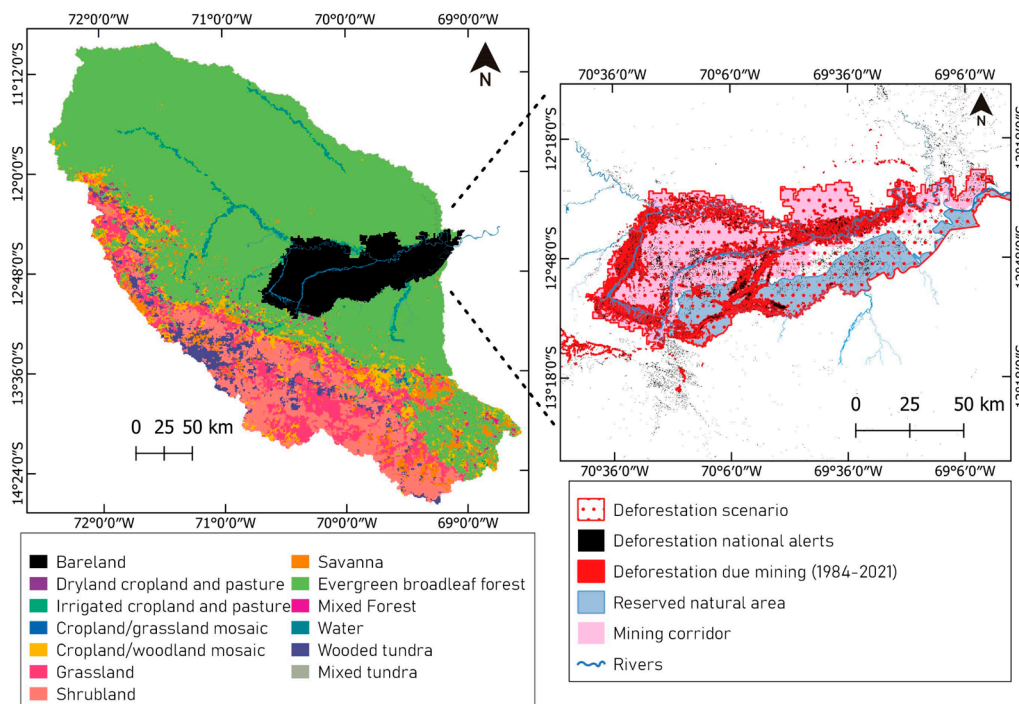 72°0'0"W 71°0'0"W 70°0'0"W 69°0'0"W
11°12'0"S
12°0'0"S
12°48'0"S
13°36'0"S
14°24'0"S
N
0 25 50 km
72°0'0"W 71°0'0"W 70°0'0"W 69°0'0"W
Bareland
Dryland cropland and pasture
Irrigated cropland and pasture
Cropland/grassland mosaic
Cropland/woodland mosaic
Grassland
Shrubland
Savanna
Evergreen broadleaf forest
Mixed Forest
Water
Wooded tundra
Mixed tundra
70°36'0"W 70°6'0"W 69°36'0"W 69°6'0"W
12°18'0"S
12°48'0"S
13°18'0"S
N
0 25 50 km
70°36'0"W 70°6'0"W 69°36'0"W 69°6'0"W
Deforestation scenario
Deforestation national alerts
Deforestation due mining (1984-2021)
Reserved natural area
Mining corridor
Rivers